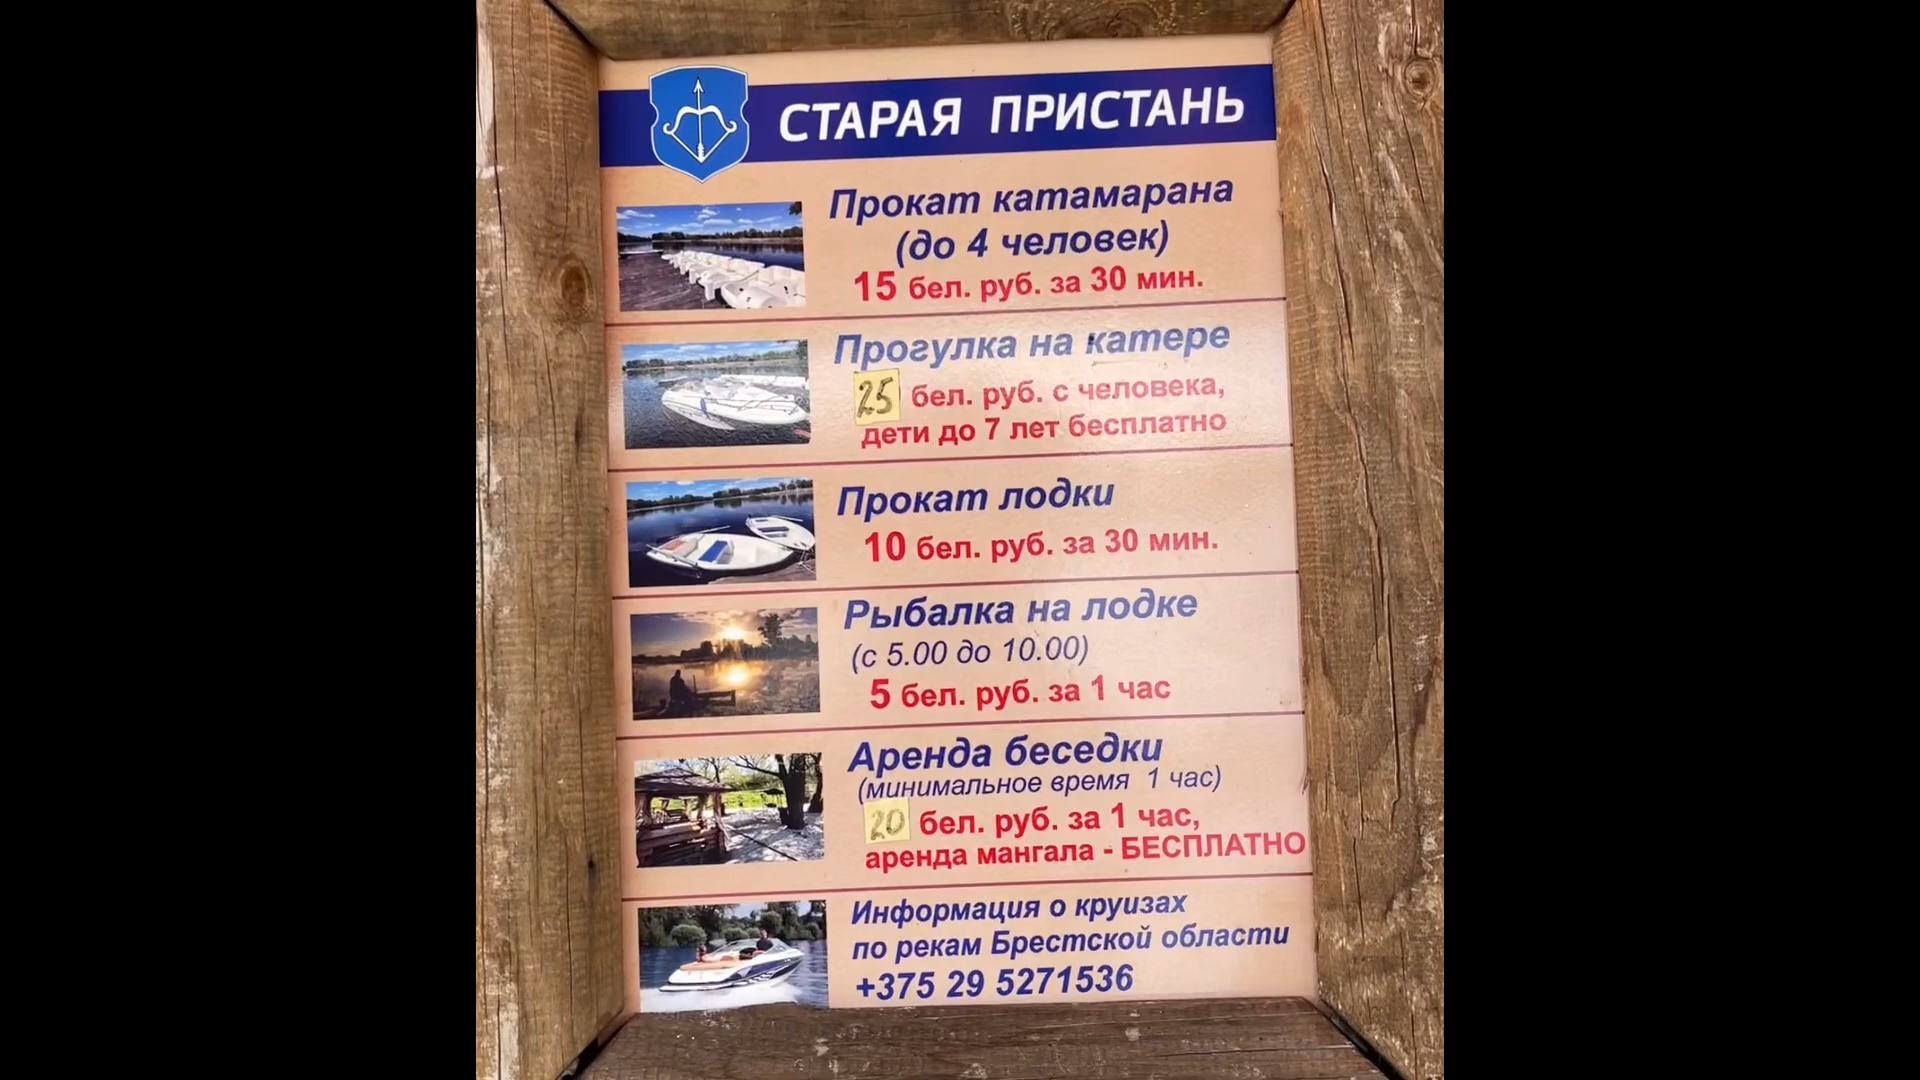 СТАРАЯ ПРИСТАНЬ
Прокат катамарана
(до 4 человек)
15 бел. руб. за 30 мин.
Прогулка на катере
25 бел. руб. с человека,
дети до 7 лет бесплатно
Прокат лодки
10 бел. руб. за 30 мин.
Рыбалка на лодке
(с 5.00 до 10.00)
5 бел. руб. за 1 час
Аренда беседки
(минимальное время 1 час)
20 бел. руб. за 1 час,
аренда мангала - БЕСПЛАТНО
Информация о круизах
по рекам Брестской области
+375 29 5271536